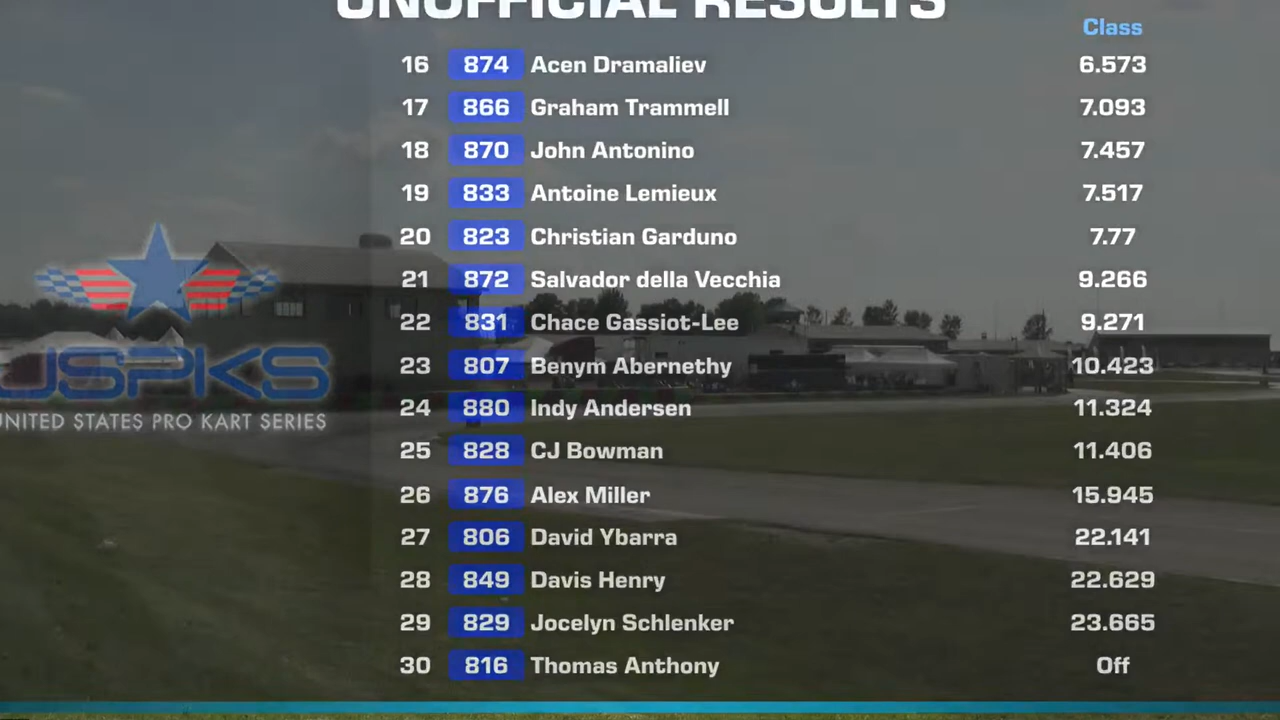 UNOFFICIAL RESULTS
Class
16 874 Acen Dramaliev 6.573
17 866 Graham Trammell 7.093
18 870 John Antonino 7.457
19 833 Antoine Lemieux 7.517
20 823 Christian Garduno 7.77
21 872 Salvador della Vecchia 9.266
22 831 Chace Gassiot-Lee 9.271
23 807 Benym Abernethy 10.423
24 880 Indy Andersen 11.324
25 828 CJ Bowman 11.406
26 876 Alex Miller 15.945
27 806 David Ybarra 22.141
28 849 Davis Henry 22.629
29 829 Jocelyn Schlenker 23.665
30 816 Thomas Anthony Off
USPKS
UNITED STATES PRO KART SERIES